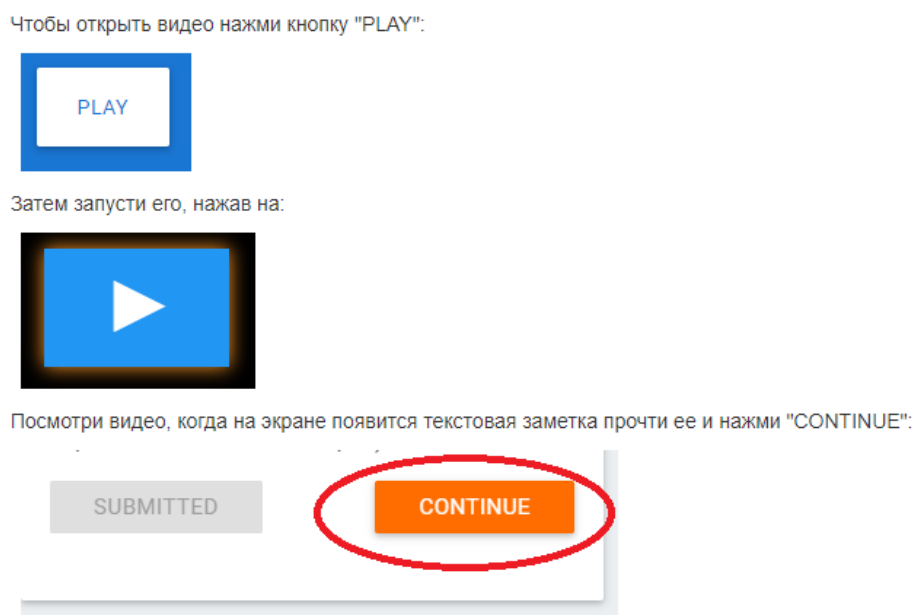 Чтобы открыть видео нажми кнопку "PLAY":
PLAY
Затем запусти его, нажав на:
Посмотри видео, когда на экране появится текстовая заметка прочти ее и нажми "CONTINUE":
SUBMITTED CONTINUE